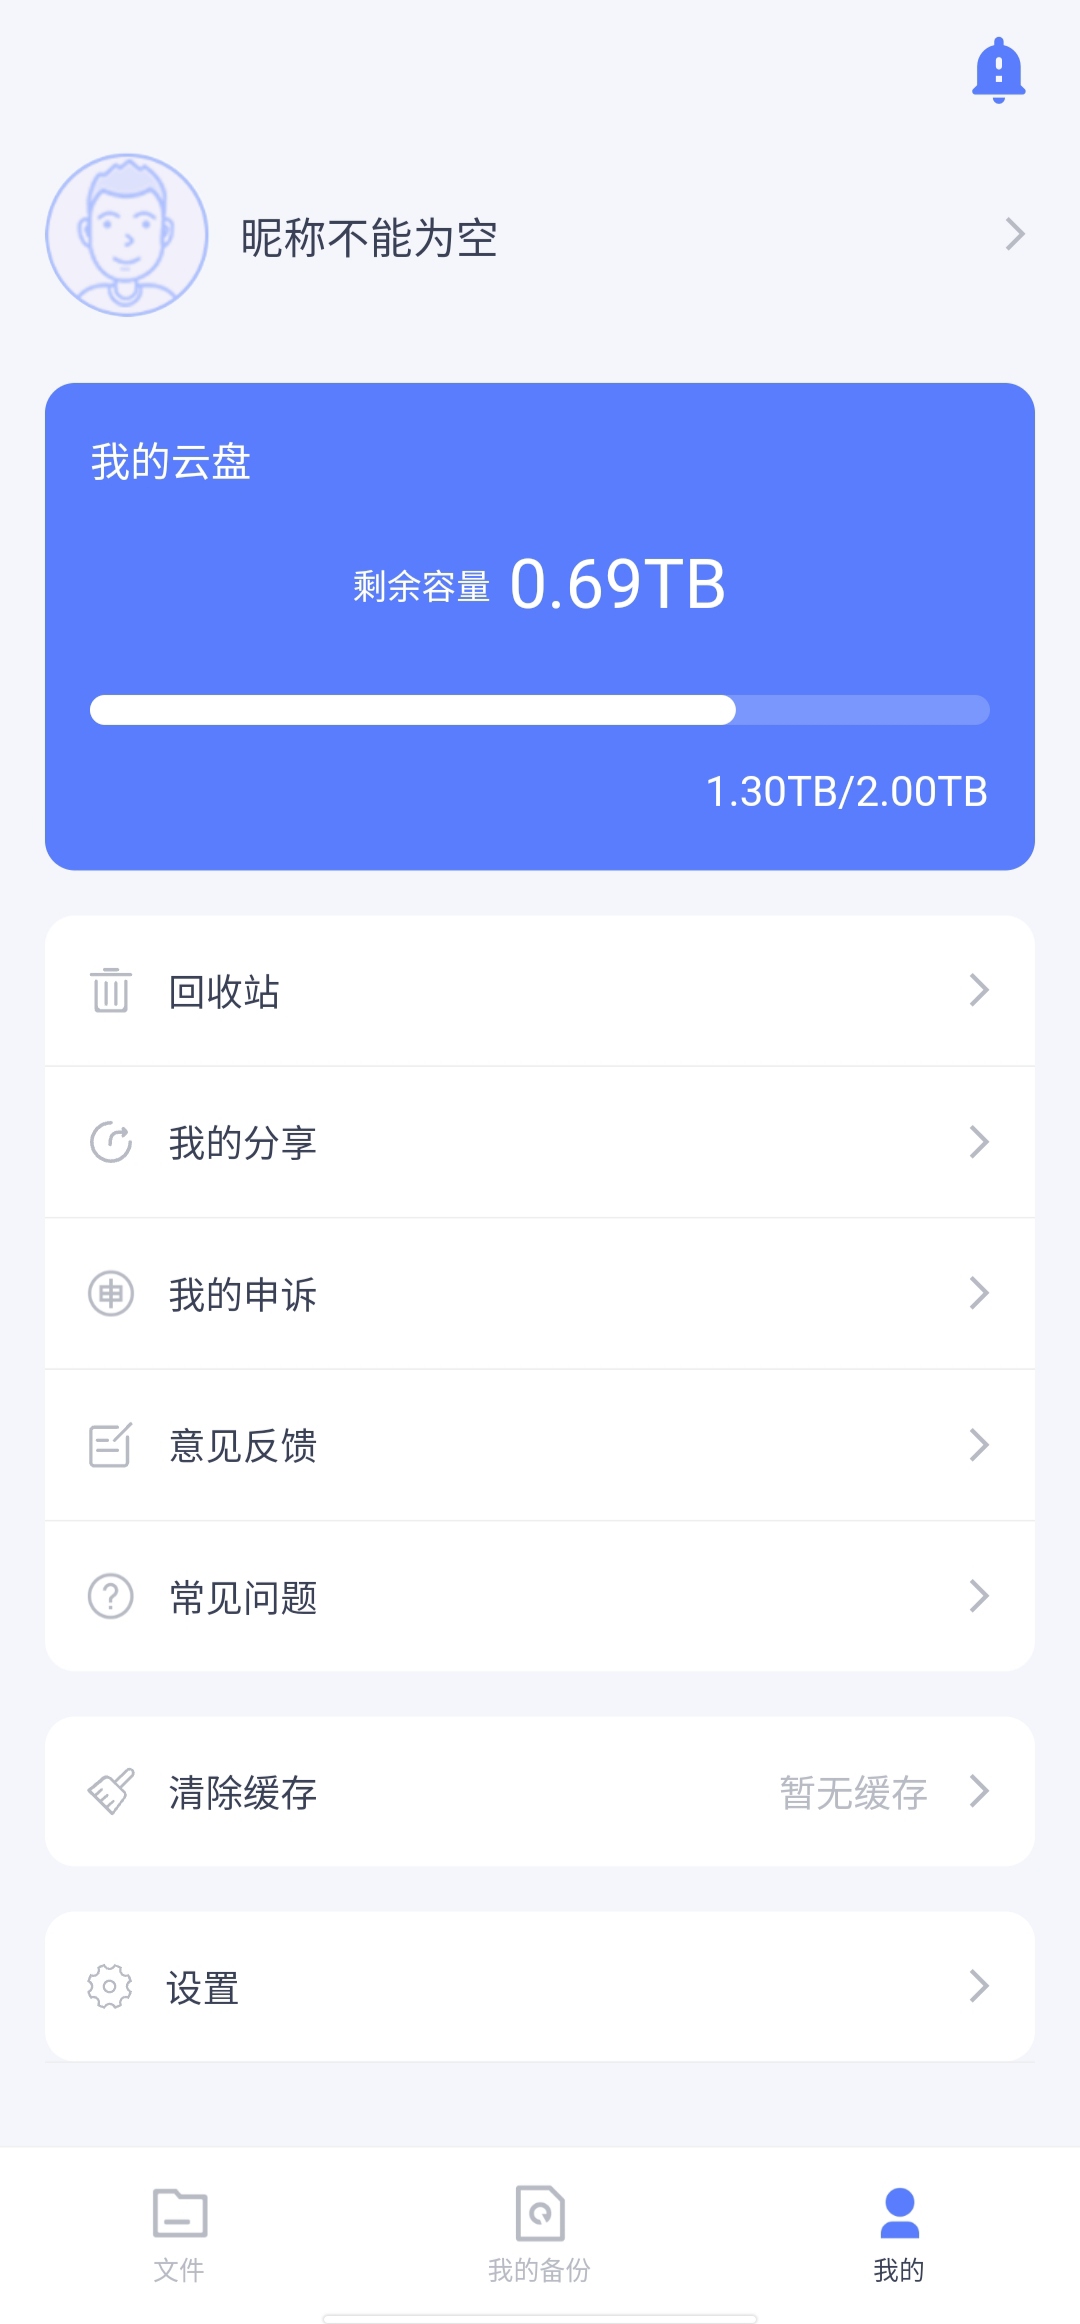 昵称不能为空
我的云盘
剩余容量 0.69TB
1.30TB/2.00TB
回收站
我的分享
申 我的申诉
意见反馈
? 常见问题
清除缓存 暂无缓存
设置
文件 我的备份 我的